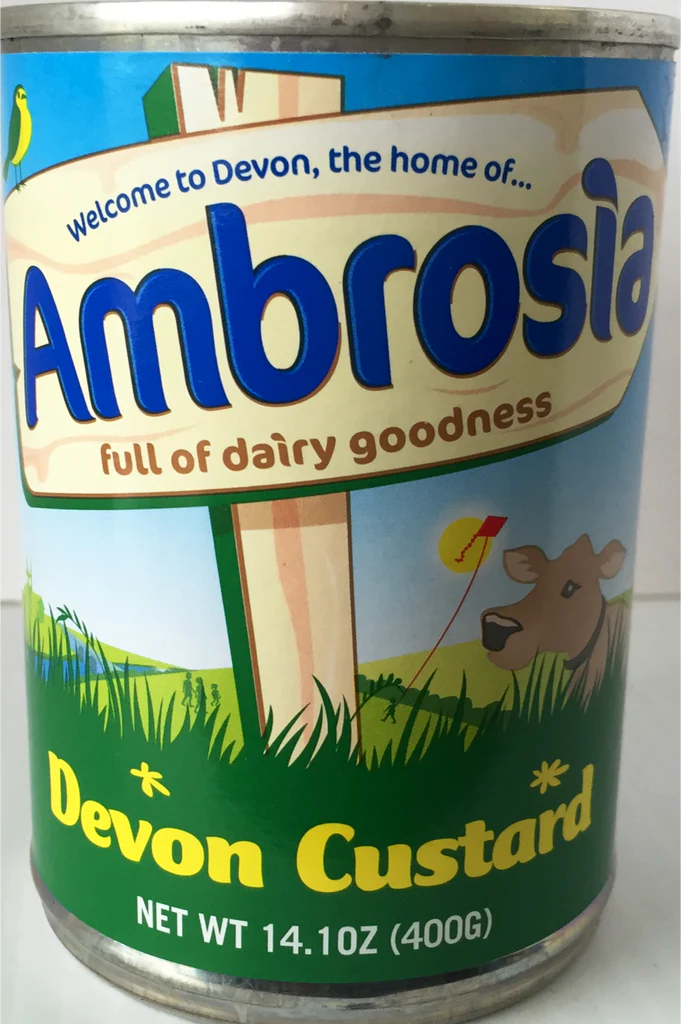 Welcome to Devon, the home of...
Ambrosia
full of dairy goodness
Devon Custard
NET WT 14.1OZ (400G)